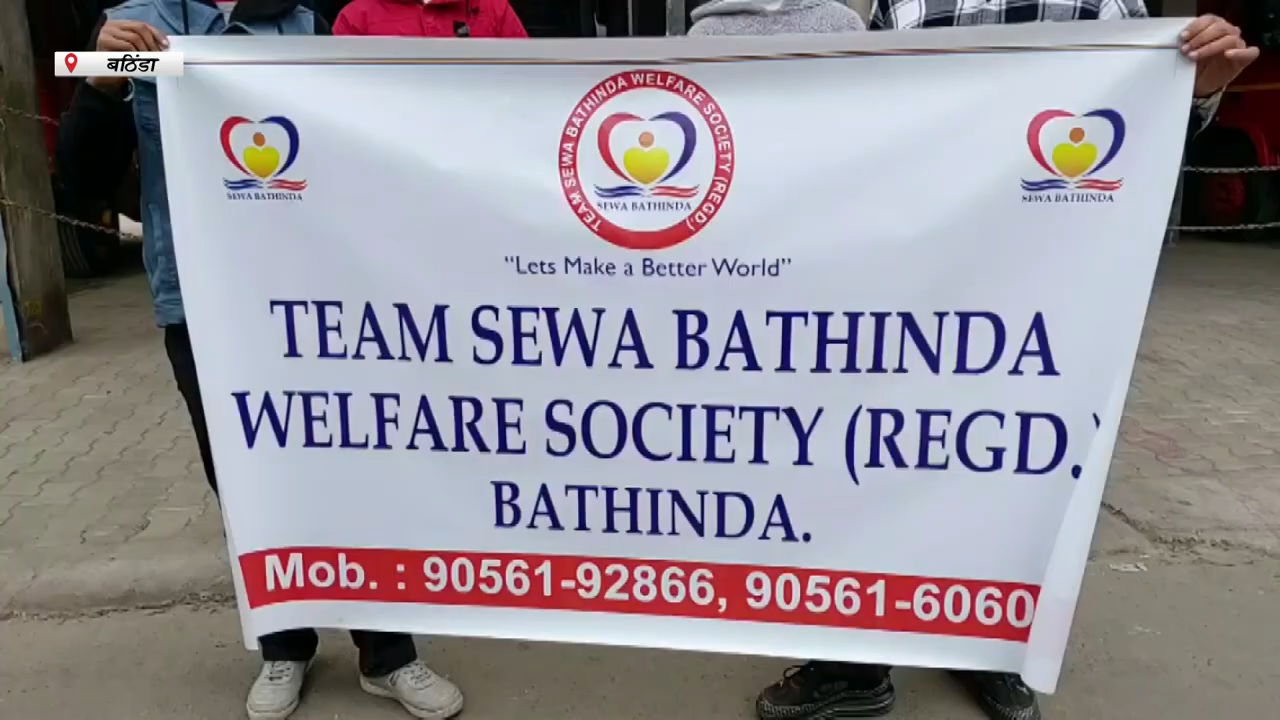 बठिंडा
TEAM SEWA BATHINDA WELFARE SOCIETY (REGD.)
SEWA BATHINDA
SEWA BATHINDA
SEWA BATHINDA
“Lets Make a Better World”
TEAM SEWA BATHINDA
WELFARE SOCIETY (REGD.)
BATHINDA.
Mob. : 90561-92866, 90561-6060